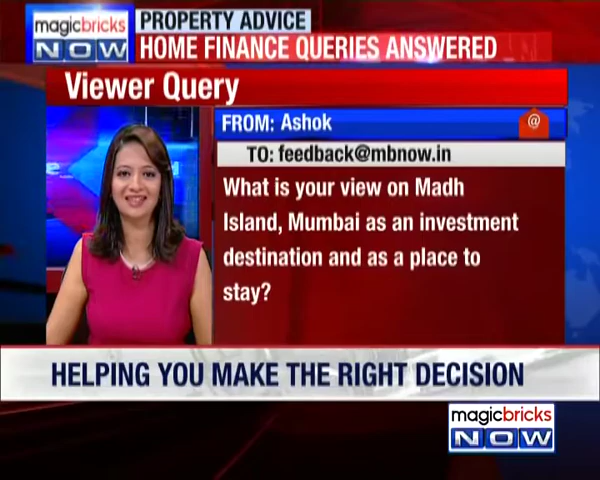 magicbricks
NOW
PROPERTY ADVICE
HOME FINANCE QUERIES ANSWERED
Viewer Query
FROM: Ashok
@
TO: feedback@mbnow.in
What is your view on Madh
Island, Mumbai as an investment
destination and as a place to
stay?
HELPING YOU MAKE THE RIGHT DECISION
magicbricks
NOW